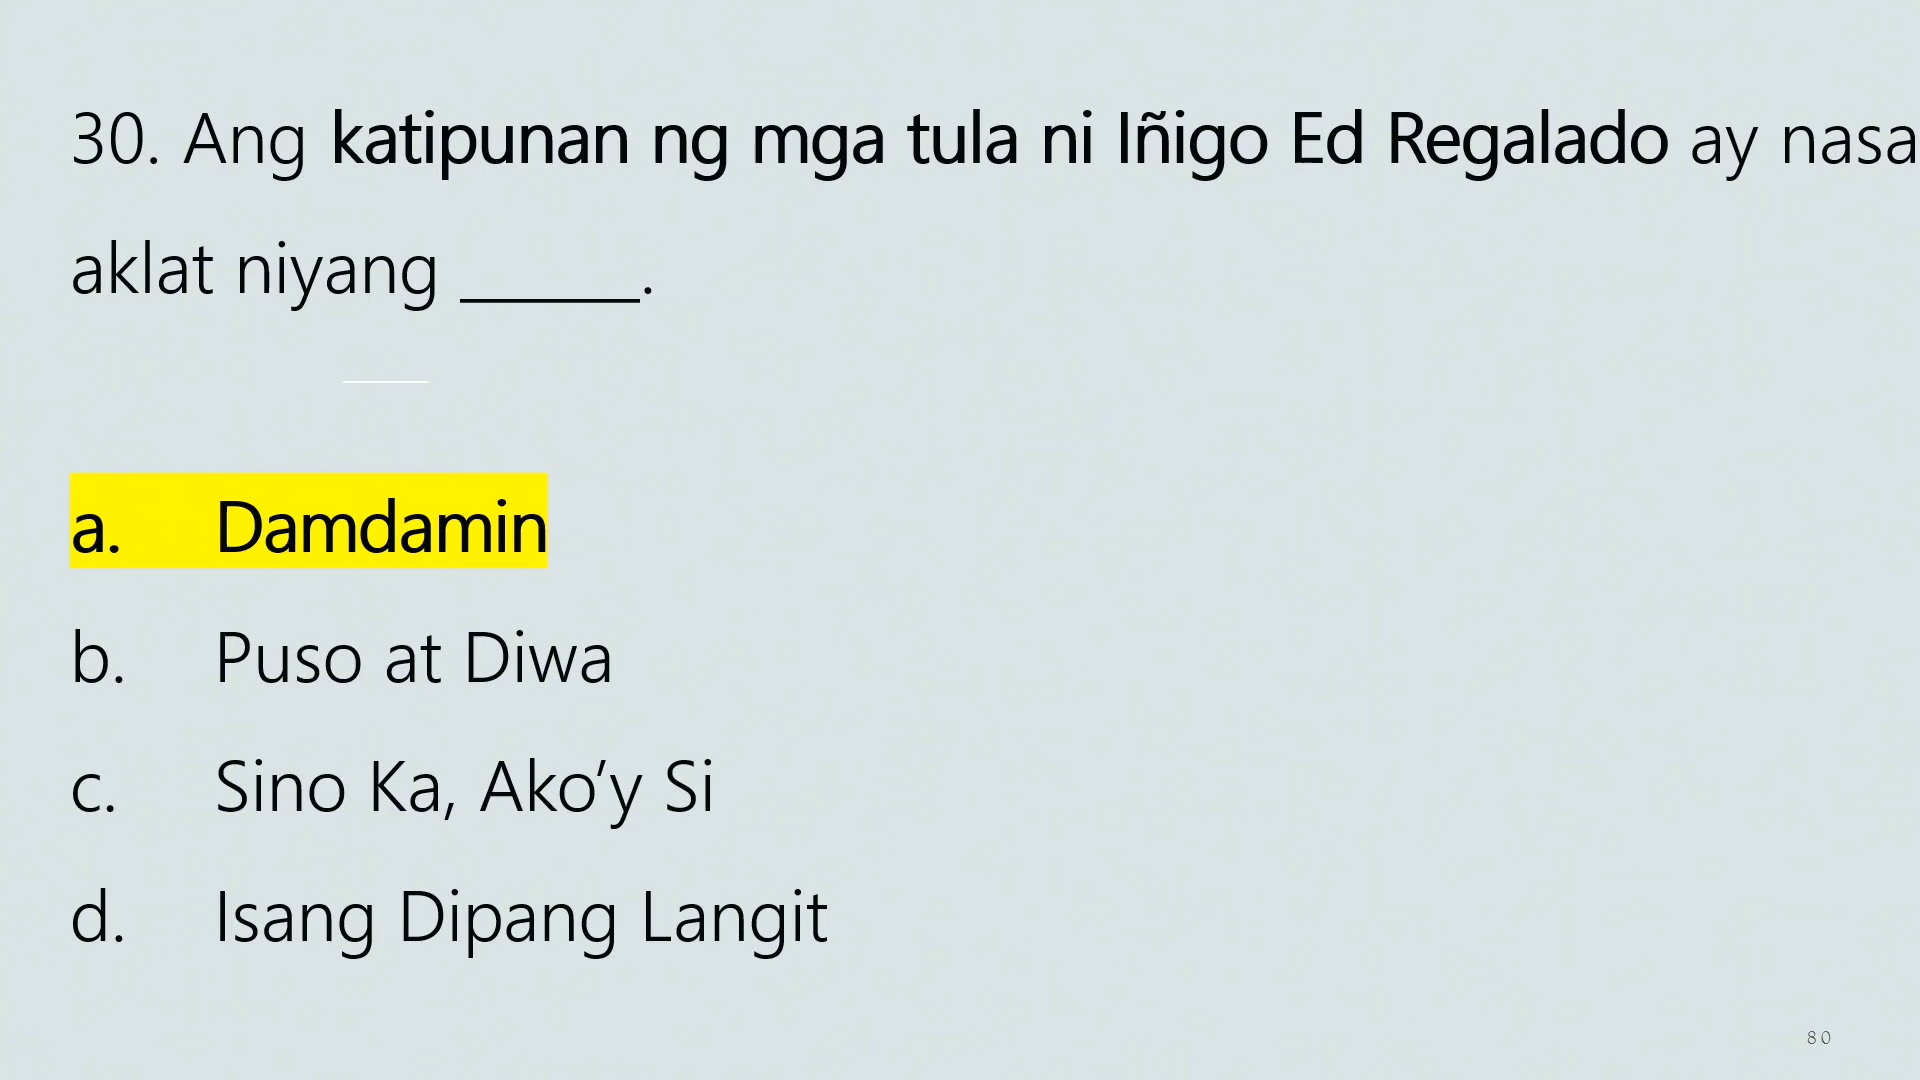 30. Ang katipunan ng mga tula ni Iñigo Ed Regalado ay nasa
aklat niyang ______.
a. Damdamin
b. Puso at Diwa
c. Sino Ka, Ako’y Si
d. Isang Dipang Langit
80